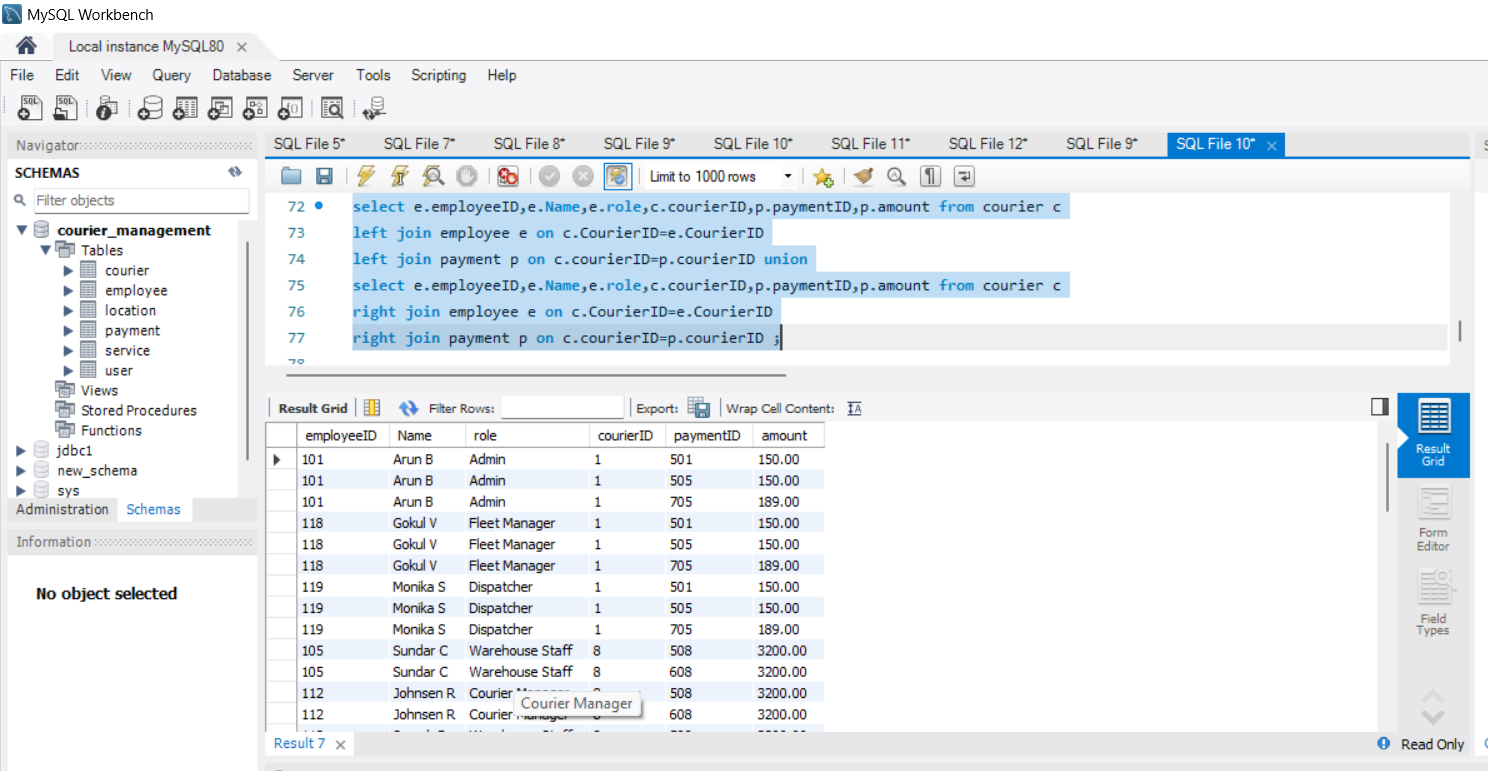 MySQL Workbench
Local instance MySQL80
File Edit View Query Database Server Tools Scripting Help
Navigator
SCHEMAS
Filter objects
courier_management
Tables
courier
employee
location
payment
service
user
Views
Stored Procedures
Functions
jdbc1
new_schema
sys
Administration Schemas
Information
No object selected
SQL File 5* SQL File 7* SQL File 8* SQL File 9* SQL File 10* SQL File 11* SQL File 12* SQL File 9* SQL File 10*
Limit to 1000 rows
72 select e.employeeID,e.Name,e.role,c.courierID,p.paymentID,p.amount from courier c
73 left join employee e on c.CourierID=e.CourierID
74 left join payment p on c.courierID=p.courierID union
75 select e.employeeID,e.Name,e.role,c.courierID,p.paymentID,p.amount from courier c
76 right join employee e on c.CourierID=e.CourierID
77 right join payment p on c.courierID=p.courierID ;
78
Result Grid Filter Rows: Export: Wrap Cell Content:
employeeID Name role courierID paymentID amount
101 Arun B Admin 1 501 150.00
101 Arun B Admin 1 505 150.00
101 Arun B Admin 1 705 189.00
118 Gokul V Fleet Manager 1 501 150.00
118 Gokul V Fleet Manager 1 505 150.00
118 Gokul V Fleet Manager 1 705 189.00
119 Monika S Dispatcher 1 501 150.00
119 Monika S Dispatcher 1 505 150.00
119 Monika S Dispatcher 1 705 189.00
105 Sundar C Warehouse Staff 8 508 3200.00
105 Sundar C Warehouse Staff 8 608 3200.00
112 Johnsen R Courier Manager 508 3200.00
112 Johnsen R Courier Manager 608 3200.00
Courier Manager
Result 7
Result
Grid
Form
Editor
Field
Types
Read Only